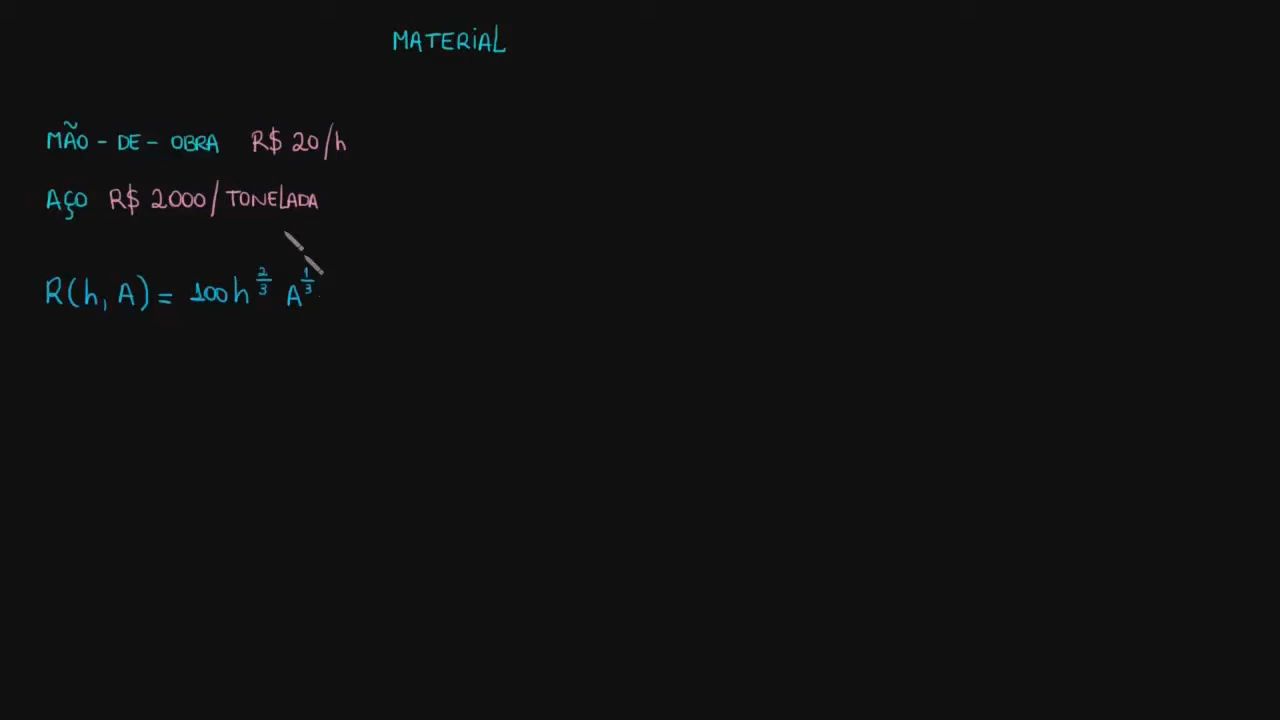 MATERIAL
MÃO - DE - OBRA R$ 20/h
AÇO R$ 2000/TONELADA
R(h, A) = 100h^{2/3} A^{1/3}